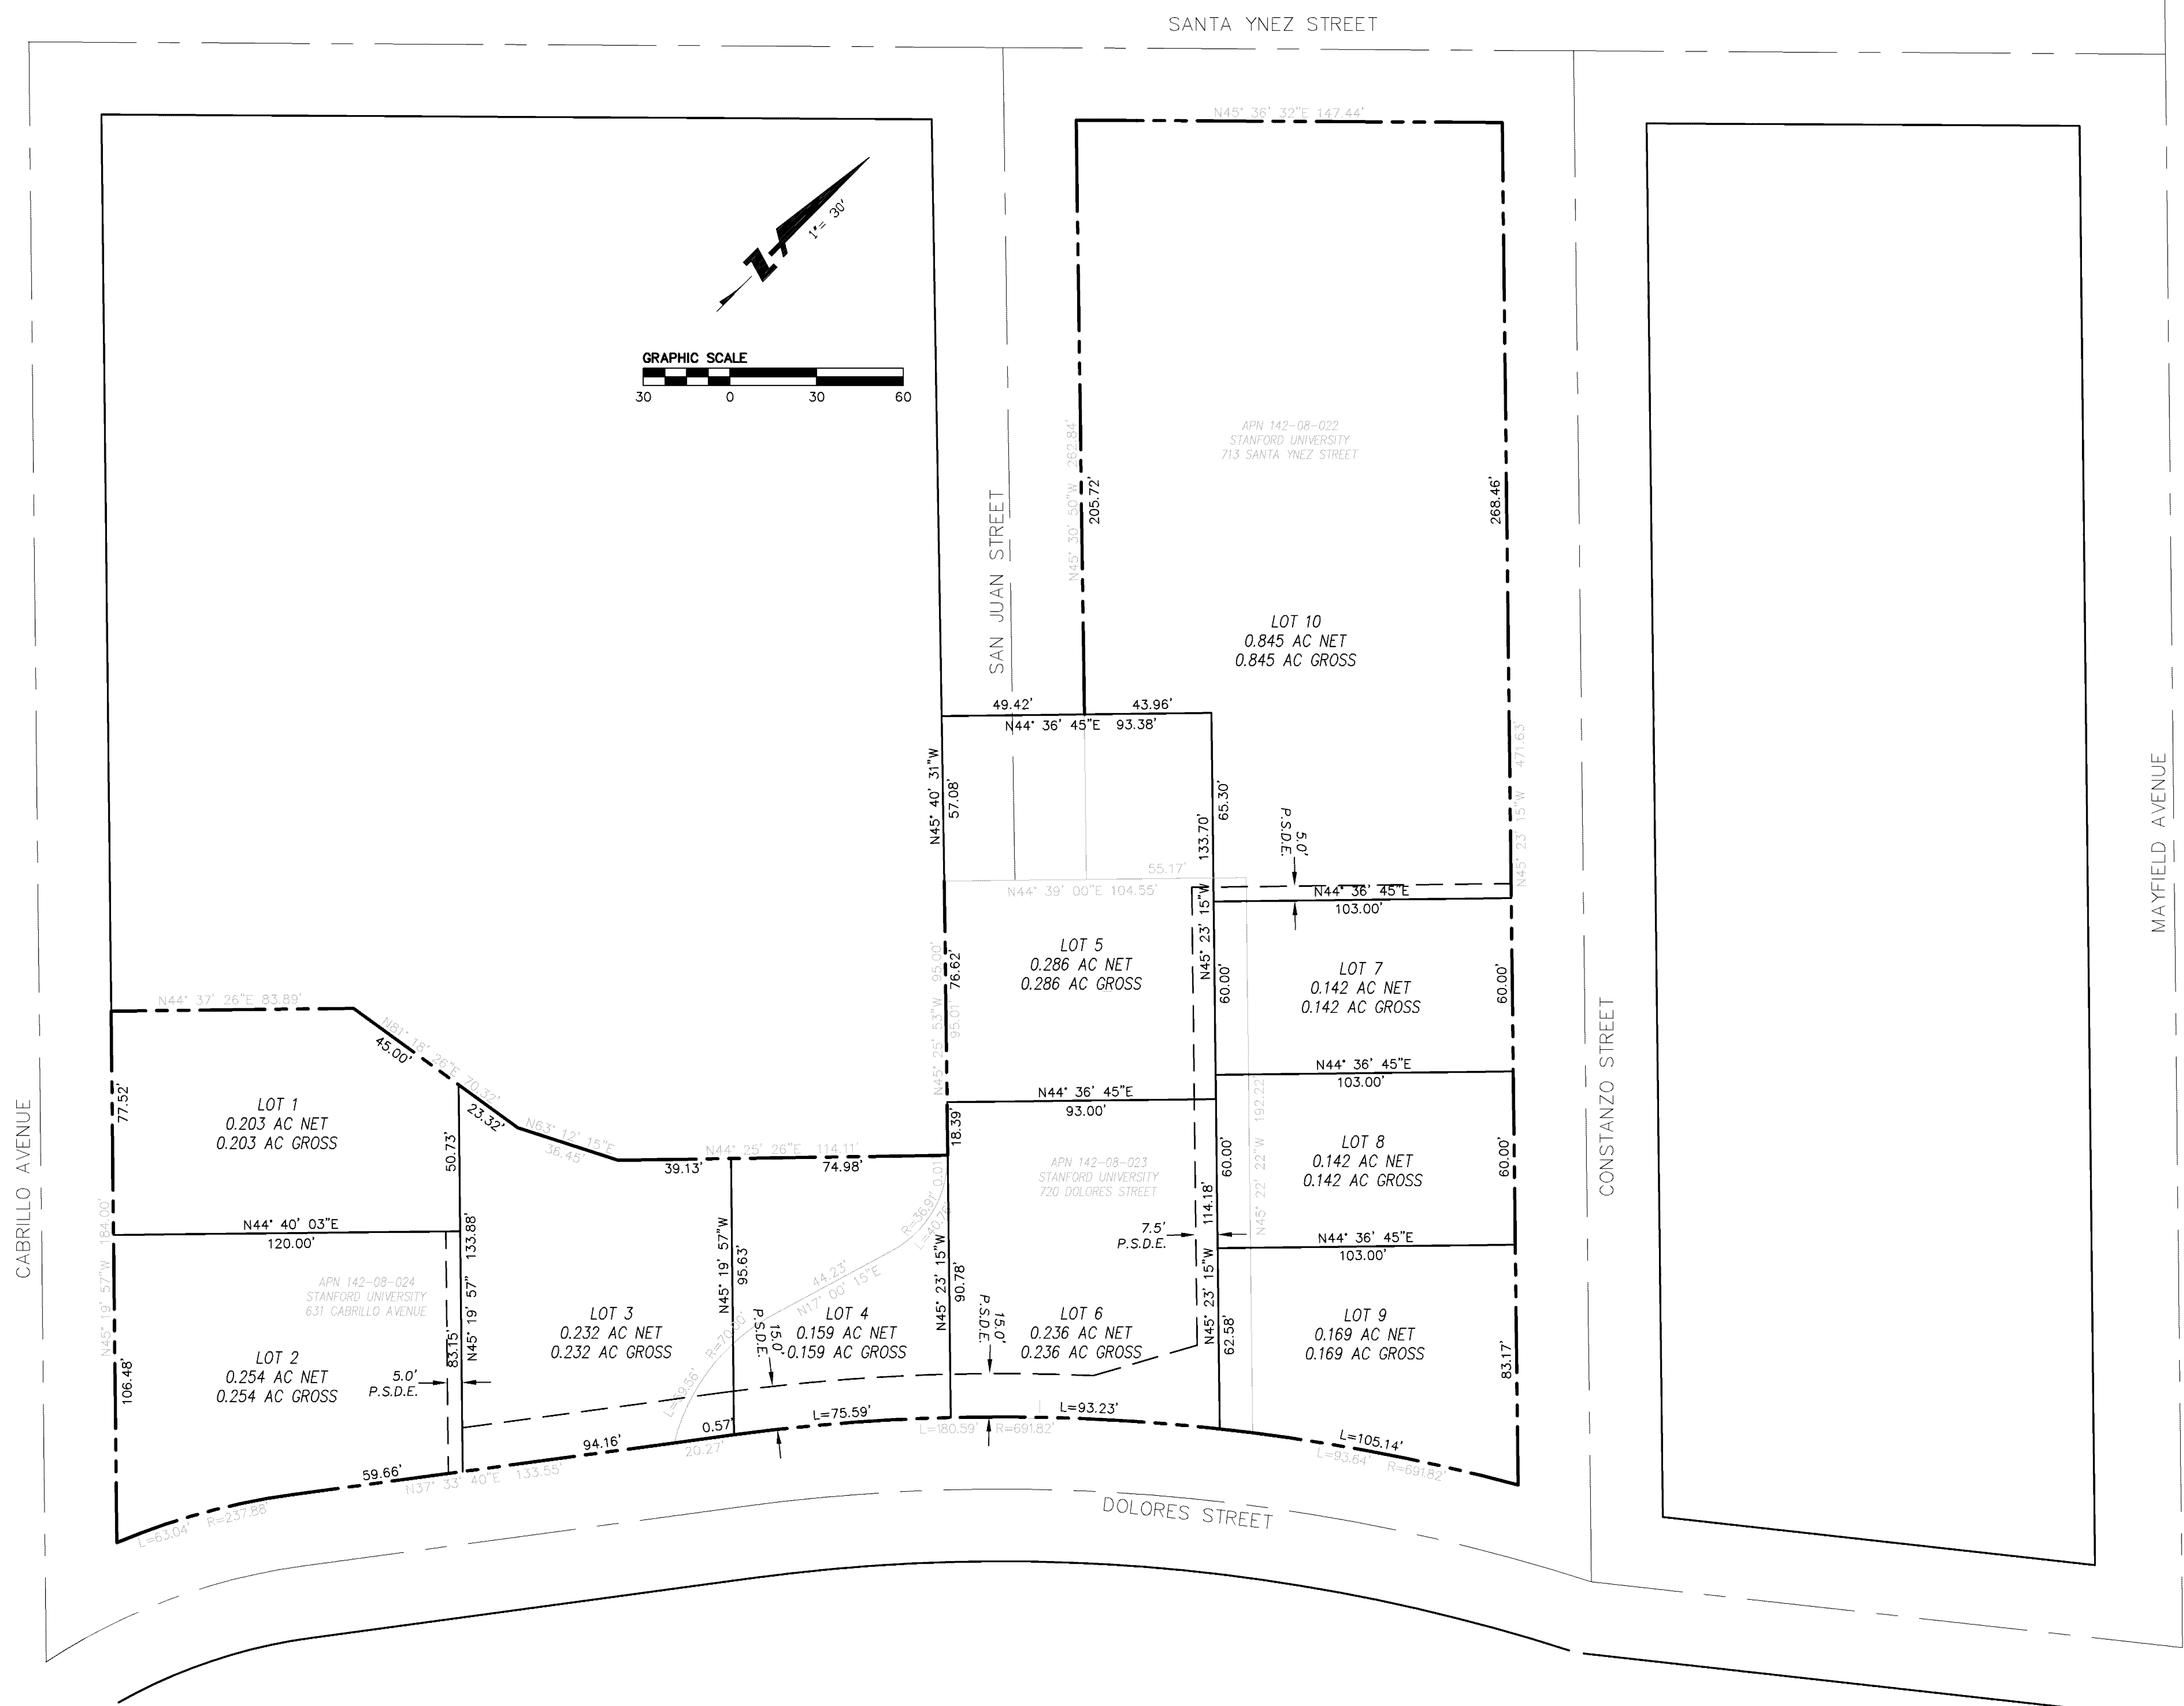 SANTA YNEZ STREET
N45° 36' 32"E 147.44'
1"= 30'
N
GRAPHIC SCALE
30 0 30 60
SAN JUAN STREET
N45° 30' 50"W 262.84'
205.72'
APN 142-08-022
STANFORD UNIVERSITY
713 SANTA YNEZ STREET
268.46'
LOT 10
0.845 AC NET
0.845 AC GROSS
49.42'
43.96'
N44° 36' 45"E 93.38'
N45° 40' 31"W
57.08'
65.30'
133.70'
N45° 23' 15"W
5.0'
P.S.D.E.
N45° 23' 15"W 471.63'
MAYFIELD AVENUE
55.17'
N44° 39' 00"E 104.55'
N44° 36' 45"E
103.00'
LOT 5
0.286 AC NET
0.286 AC GROSS
N45° 25' 53"W 95.00'
95.01'
76.62'
60.00'
LOT 7
0.142 AC NET
0.142 AC GROSS
60.00'
CONSTANZO STREET
N44° 37' 26"E 83.89'
N81° 18' 26"E 70.32'
45.00'
23.32'
N63° 12' 15"E
36.45'
N44° 25' 26"E 114.11'
39.13'
74.98'
N44° 36' 45"E
93.00'
18.39'
N44° 36' 45"E
103.00'
CABRILLO AVENUE
77.52'
LOT 1
0.203 AC NET
0.203 AC GROSS
50.73'
N45° 19' 57"W 184.00'
N44° 40' 03"E
120.00'
133.88'
N45° 19' 57"
83.15'
APN 142-08-024
STANFORD UNIVERSITY
631 CABRILLO AVENUE
106.48'
LOT 2
0.254 AC NET
0.254 AC GROSS
5.0'
P.S.D.E.
LOT 3
0.232 AC NET
0.232 AC GROSS
N45° 19' 57"W
95.63'
L=69.56' R=70.00'
44.23'
N17° 00' 15"E
R=36.91'
L=40.76'
0.01'
15.0'
P.S.D.E.
LOT 4
0.159 AC NET
0.159 AC GROSS
N45° 23' 15"W
90.78'
APN 142-08-023
STANFORD UNIVERSITY
720 DOLORES STREET
15.0'
P.S.D.E.
7.5'
P.S.D.E.
LOT 6
0.236 AC NET
0.236 AC GROSS
60.00'
114.18'
N45° 23' 15"W
62.58'
N45° 22' 22"W 192.22'
LOT 8
0.142 AC NET
0.142 AC GROSS
60.00'
N44° 36' 45"E
103.00'
LOT 9
0.169 AC NET
0.169 AC GROSS
83.17'
L=63.04' R=237.88'
59.66'
N37° 33' 40"E 133.55'
94.16'
0.57'
20.27'
L=75.59'
L=180.59' R=691.82'
L=93.23'
L=105.14'
L=93.64' R=691.82'
DOLORES STREET